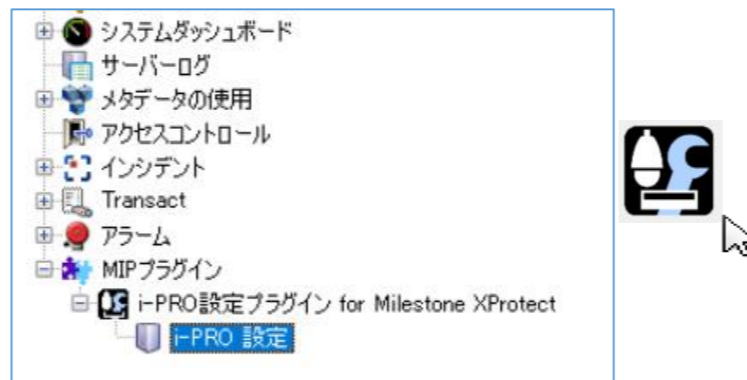 システムダッシュボード
サーバーログ
メタデータの使用
アクセスコントロール
インシデント
Transact
アラーム
MIPプラグイン
i-PRO設定プラグイン for Milestone XProtect
i-PRO 設定